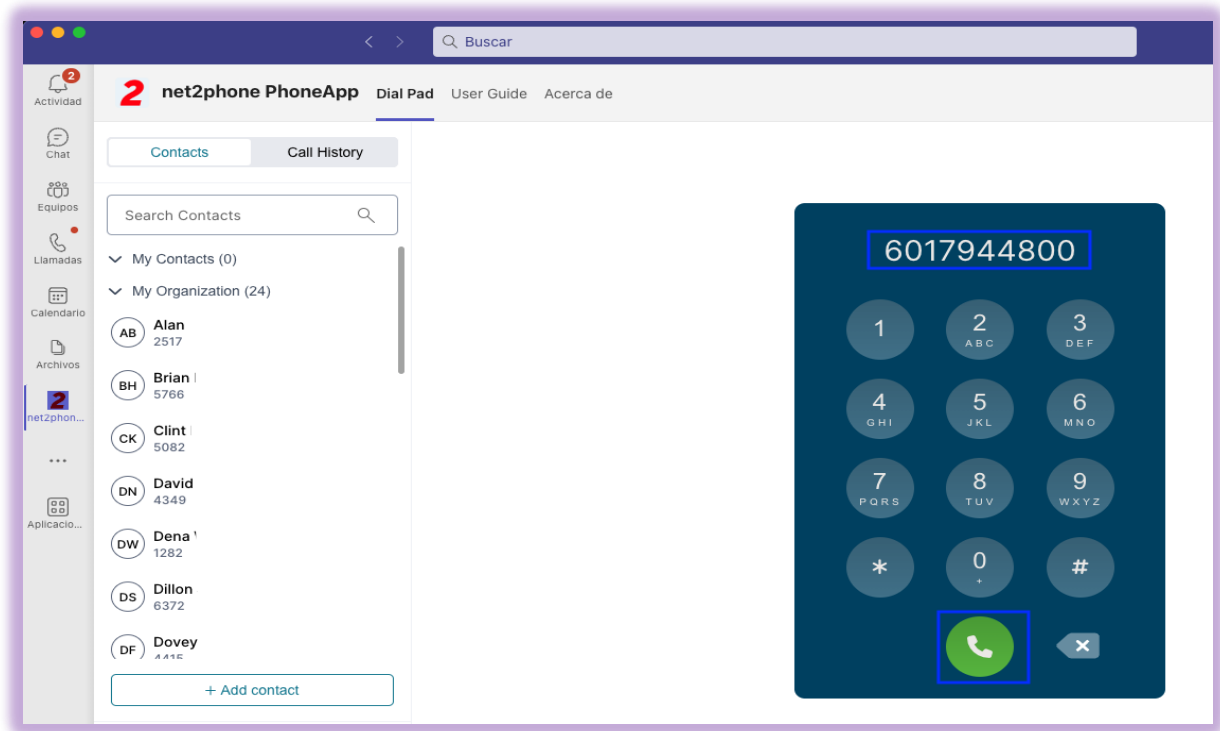 Buscar
2
Actividad
Chat
Equipos
Llamadas
Calendario
Archivos
net2phon...
...
Aplicacio...
2 net2phone PhoneApp Dial Pad User Guide Acerca de
Contacts Call History
Search Contacts
My Contacts (0)
My Organization (24)
AB Alan
2517
BH Brian
5766
CK Clint
5082
DN David
4349
DW Dena
1282
DS Dillon
6372
DF Dovey
4415
+ Add contact
6017944800
1 2 3
ABC DEF
4 5 6
GHI JKL MNO
7 8 9
PQRS TUV WXYZ
* 0 #
+